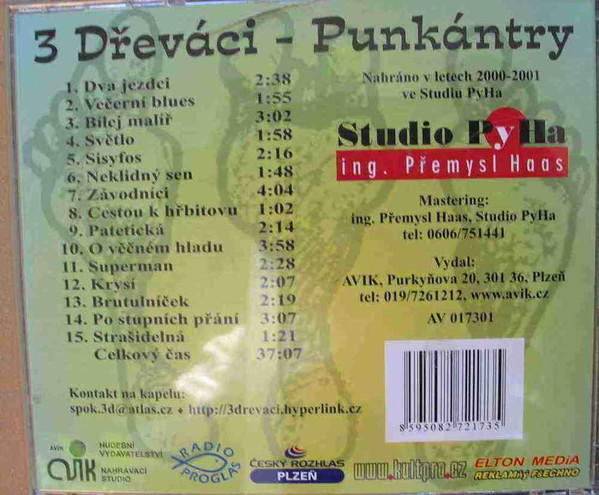 3 Dřeváci - Punkántry
1. Dva jezdci 2:38
2. Večerní blues 1:55
3. Bílej malíř 3:02
4. Světlo 1:58
5. Sisyfos 2:16
6. Neklidný sen 1:48
7. Závodníci 4:04
8. Cestou k hřbitovu 1:02
9. Patetická 2:14
10. O věčném hladu 3:58
11. Superman 2:28
12. Krysí 2:07
13. Brutulníček 2:19
14. Po stupních přání 3:07
15. Strašidelná 1:21
Celkový čas 37:07
Kontakt na kapelu:
spok.3d@atlas.cz ♦ http://3drevaci.hyperlink.cz
Nahráno v letech 2000-2001
ve Studiu PyHa
Studio PyHa
ing. Přemysl Haas
Mastering:
ing. Přemysl Haas, Studio PyHa
tel: 0606/751441
Vydal:
AVIK, Purkyňova 20, 301 36, Plzeň
tel: 019/7261212, www.avik.cz
AV 017301
8595082721735
AVIK
AVIK
HUDEBNÍ
VYDAVATELSTVÍ
NAHRÁVACÍ
STUDIO
RADIO
PROGLAS
ČESKÝ ROZHLAS
PLZEŇ
www.kultpro.cz
ELTON MEDIA
REKLAMNÍ VŠECHNO